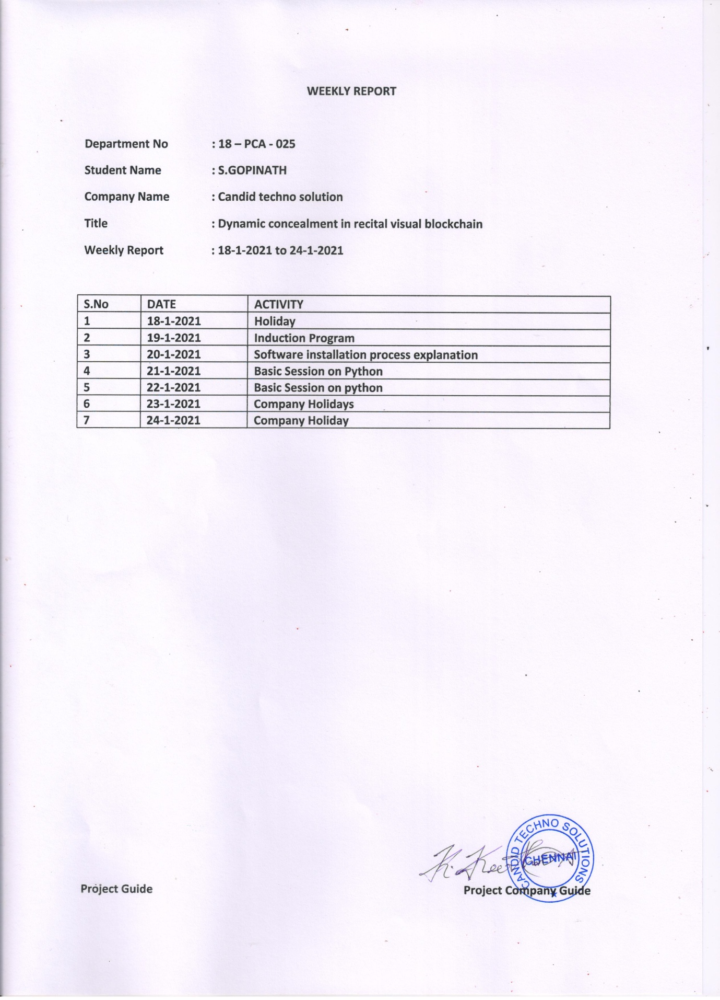 WEEKLY REPORT
Department No : 18 – PCA - 025
Student Name : S.GOPINATH
Company Name : Candid techno solution
Title : Dynamic concealment in recital visual blockchain
Weekly Report : 18-1-2021 to 24-1-2021
S.No DATE ACTIVITY
1 18-1-2021 Holiday
2 19-1-2021 Induction Program
3 20-1-2021 Software installation process explanation
4 21-1-2021 Basic Session on Python
5 22-1-2021 Basic Session on python
6 23-1-2021 Company Holidays
7 24-1-2021 Company Holiday
CANDID TECHNO SOLUTIONS
CHENNAI
Project Guide Project Company Guide